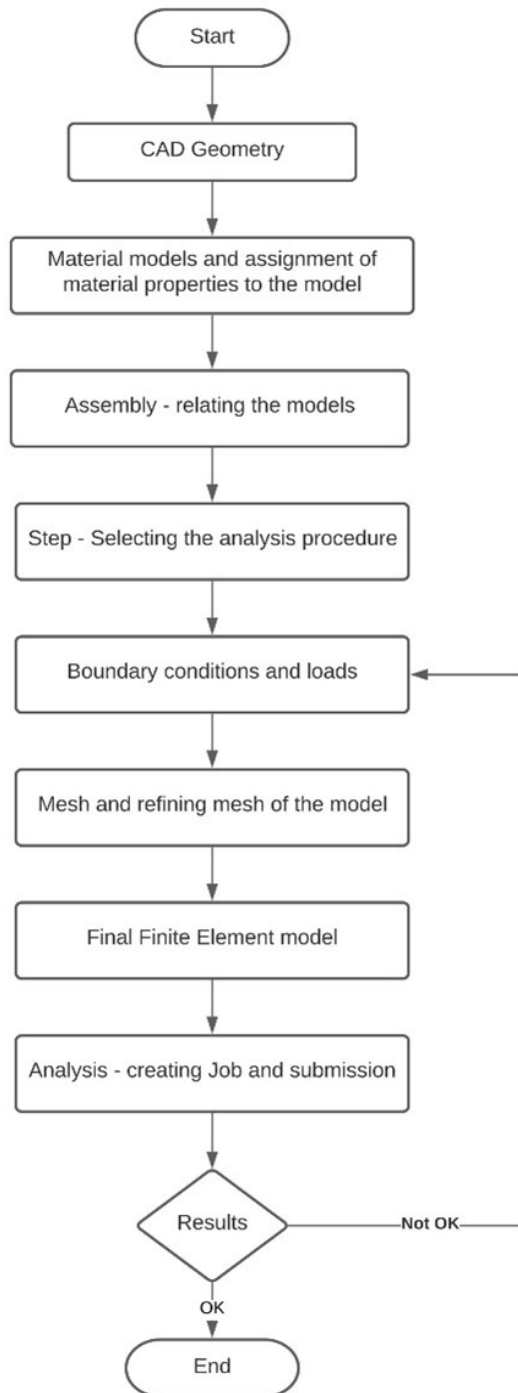 Start
CAD Geometry
Material models and assignment of
material properties to the model
Assembly - relating the models
Step - Selecting the analysis procedure
Boundary conditions and loads
Mesh and refining mesh of the model
Final Finite Element model
Analysis - creating Job and submission
Results
Not OK
OK
End